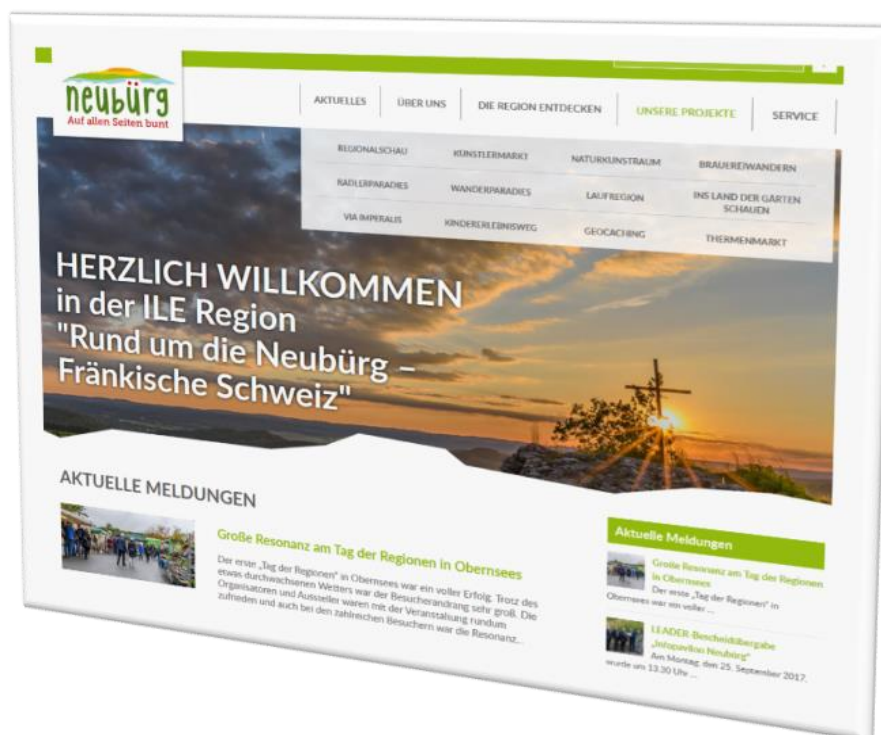 neubürg
Auf allen Seiten bunt
AKTUELLES
ÜBER UNS
DIE REGION ENTDECKEN
UNSERE PROJEKTE
SERVICE
REGIONALSCHAU
KÜNSTLERMARKT
NATURKUNSTRAUM
BRAUEREIWANDERN
RADLERPARADIES
WANDERPARADIES
LAUFREGION
INS LAND DER GÄRTEN
SCHAUEN
VIA IMPERALIS
KINDERERLEBNISWEG
GEOCACHING
THERMENMARKT
HERZLICH WILLKOMMEN
in der ILE Region
"Rund um die Neubürg –
Fränkische Schweiz"
AKTUELLE MELDUNGEN
Große Resonanz am Tag der Regionen in Obernsees
Der erste „Tag der Regionen" in Obernsees war ein voller Erfolg. Trotz des
etwas durchwachsenen Wetters war der Besucherandrang sehr groß. Die
Organisatoren und Aussteller waren mit der Veranstaltung rundum
zufrieden und auch bei den zahlreichen Besuchern war die Resonanz...
Aktuelle Meldungen
Große Resonanz am Tag der Regionen
in Obernsees
Der erste „Tag der Regionen" in
Obernsees war ein voller ...
LEADER-Bescheidübergabe
„Infopavillon Neubürg"
Am Montag, den 25. September 2017,
wurde um 13.30 Uhr ...